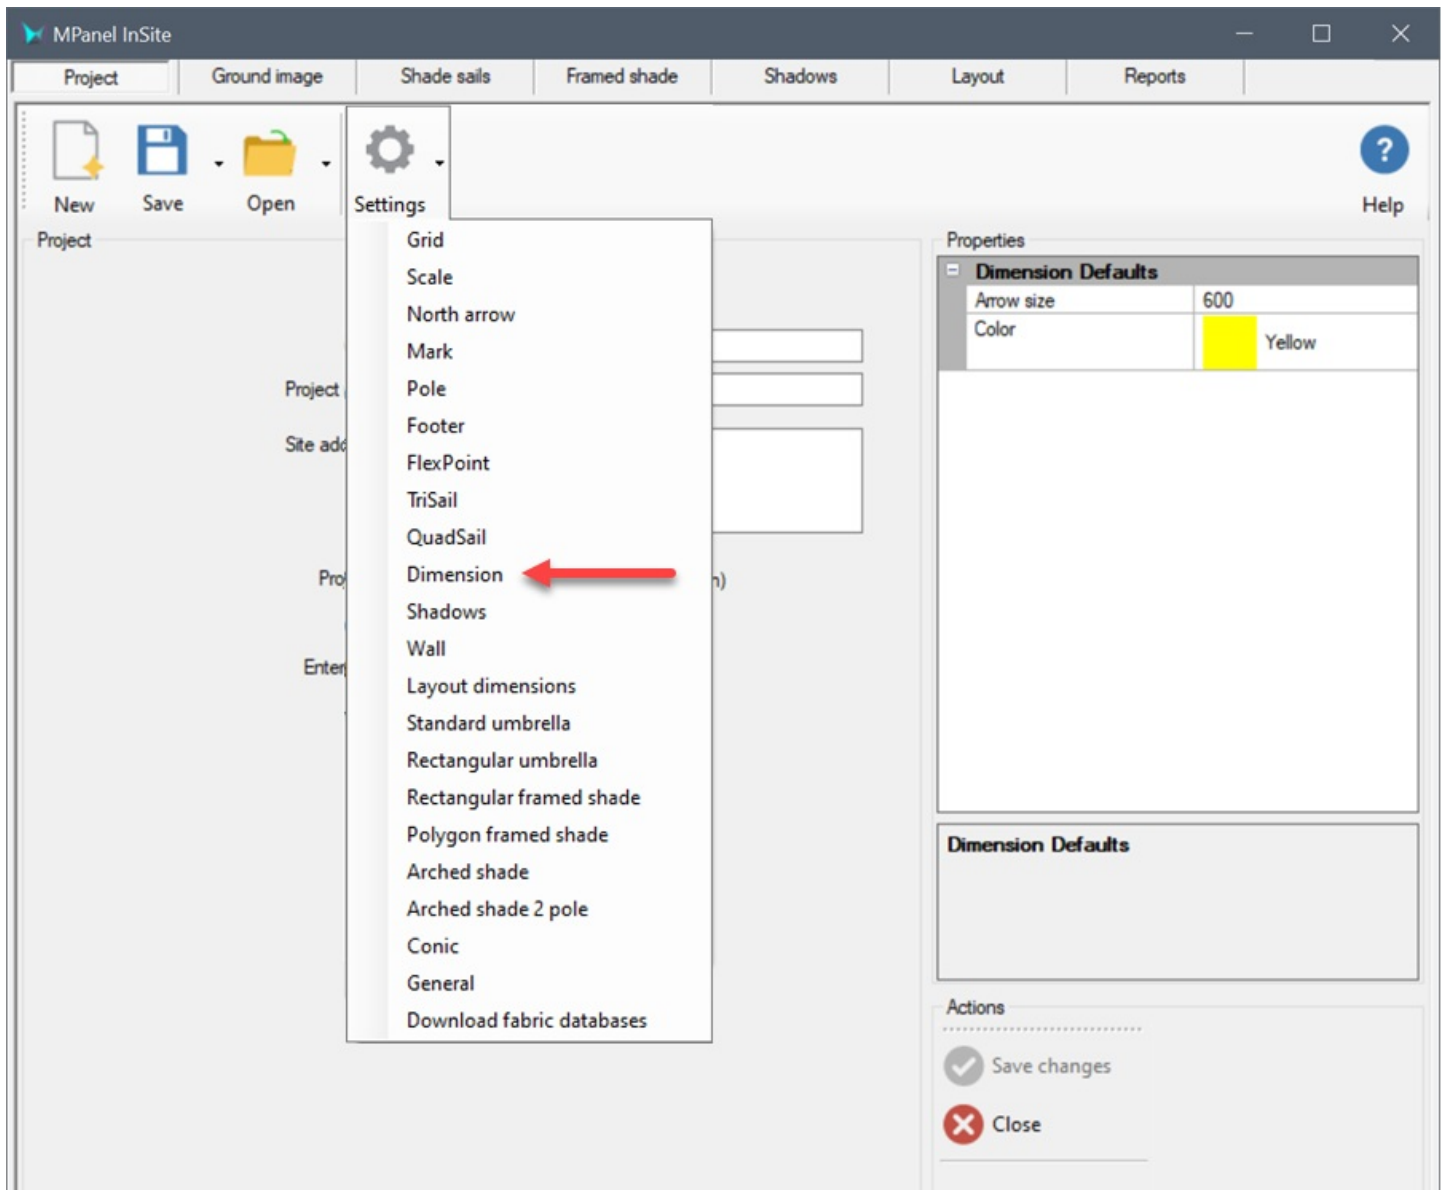 MPanel InSite
Project Ground image Shade sails Framed shade Shadows Layout Reports
New Save Open Settings Help
Project
Grid
Scale
North arrow
Mark
Pole
Footer
FlexPoint
TriSail
QuadSail
Dimension
Shadows
Wall
Layout dimensions
Standard umbrella
Rectangular umbrella
Rectangular framed shade
Polygon framed shade
Arched shade
Arched shade 2 pole
Conic
General
Download fabric databases
Project
Site
Properties
Dimension Defaults
Arrow size 600
Color Yellow
Dimension Defaults
Actions
Save changes
Close